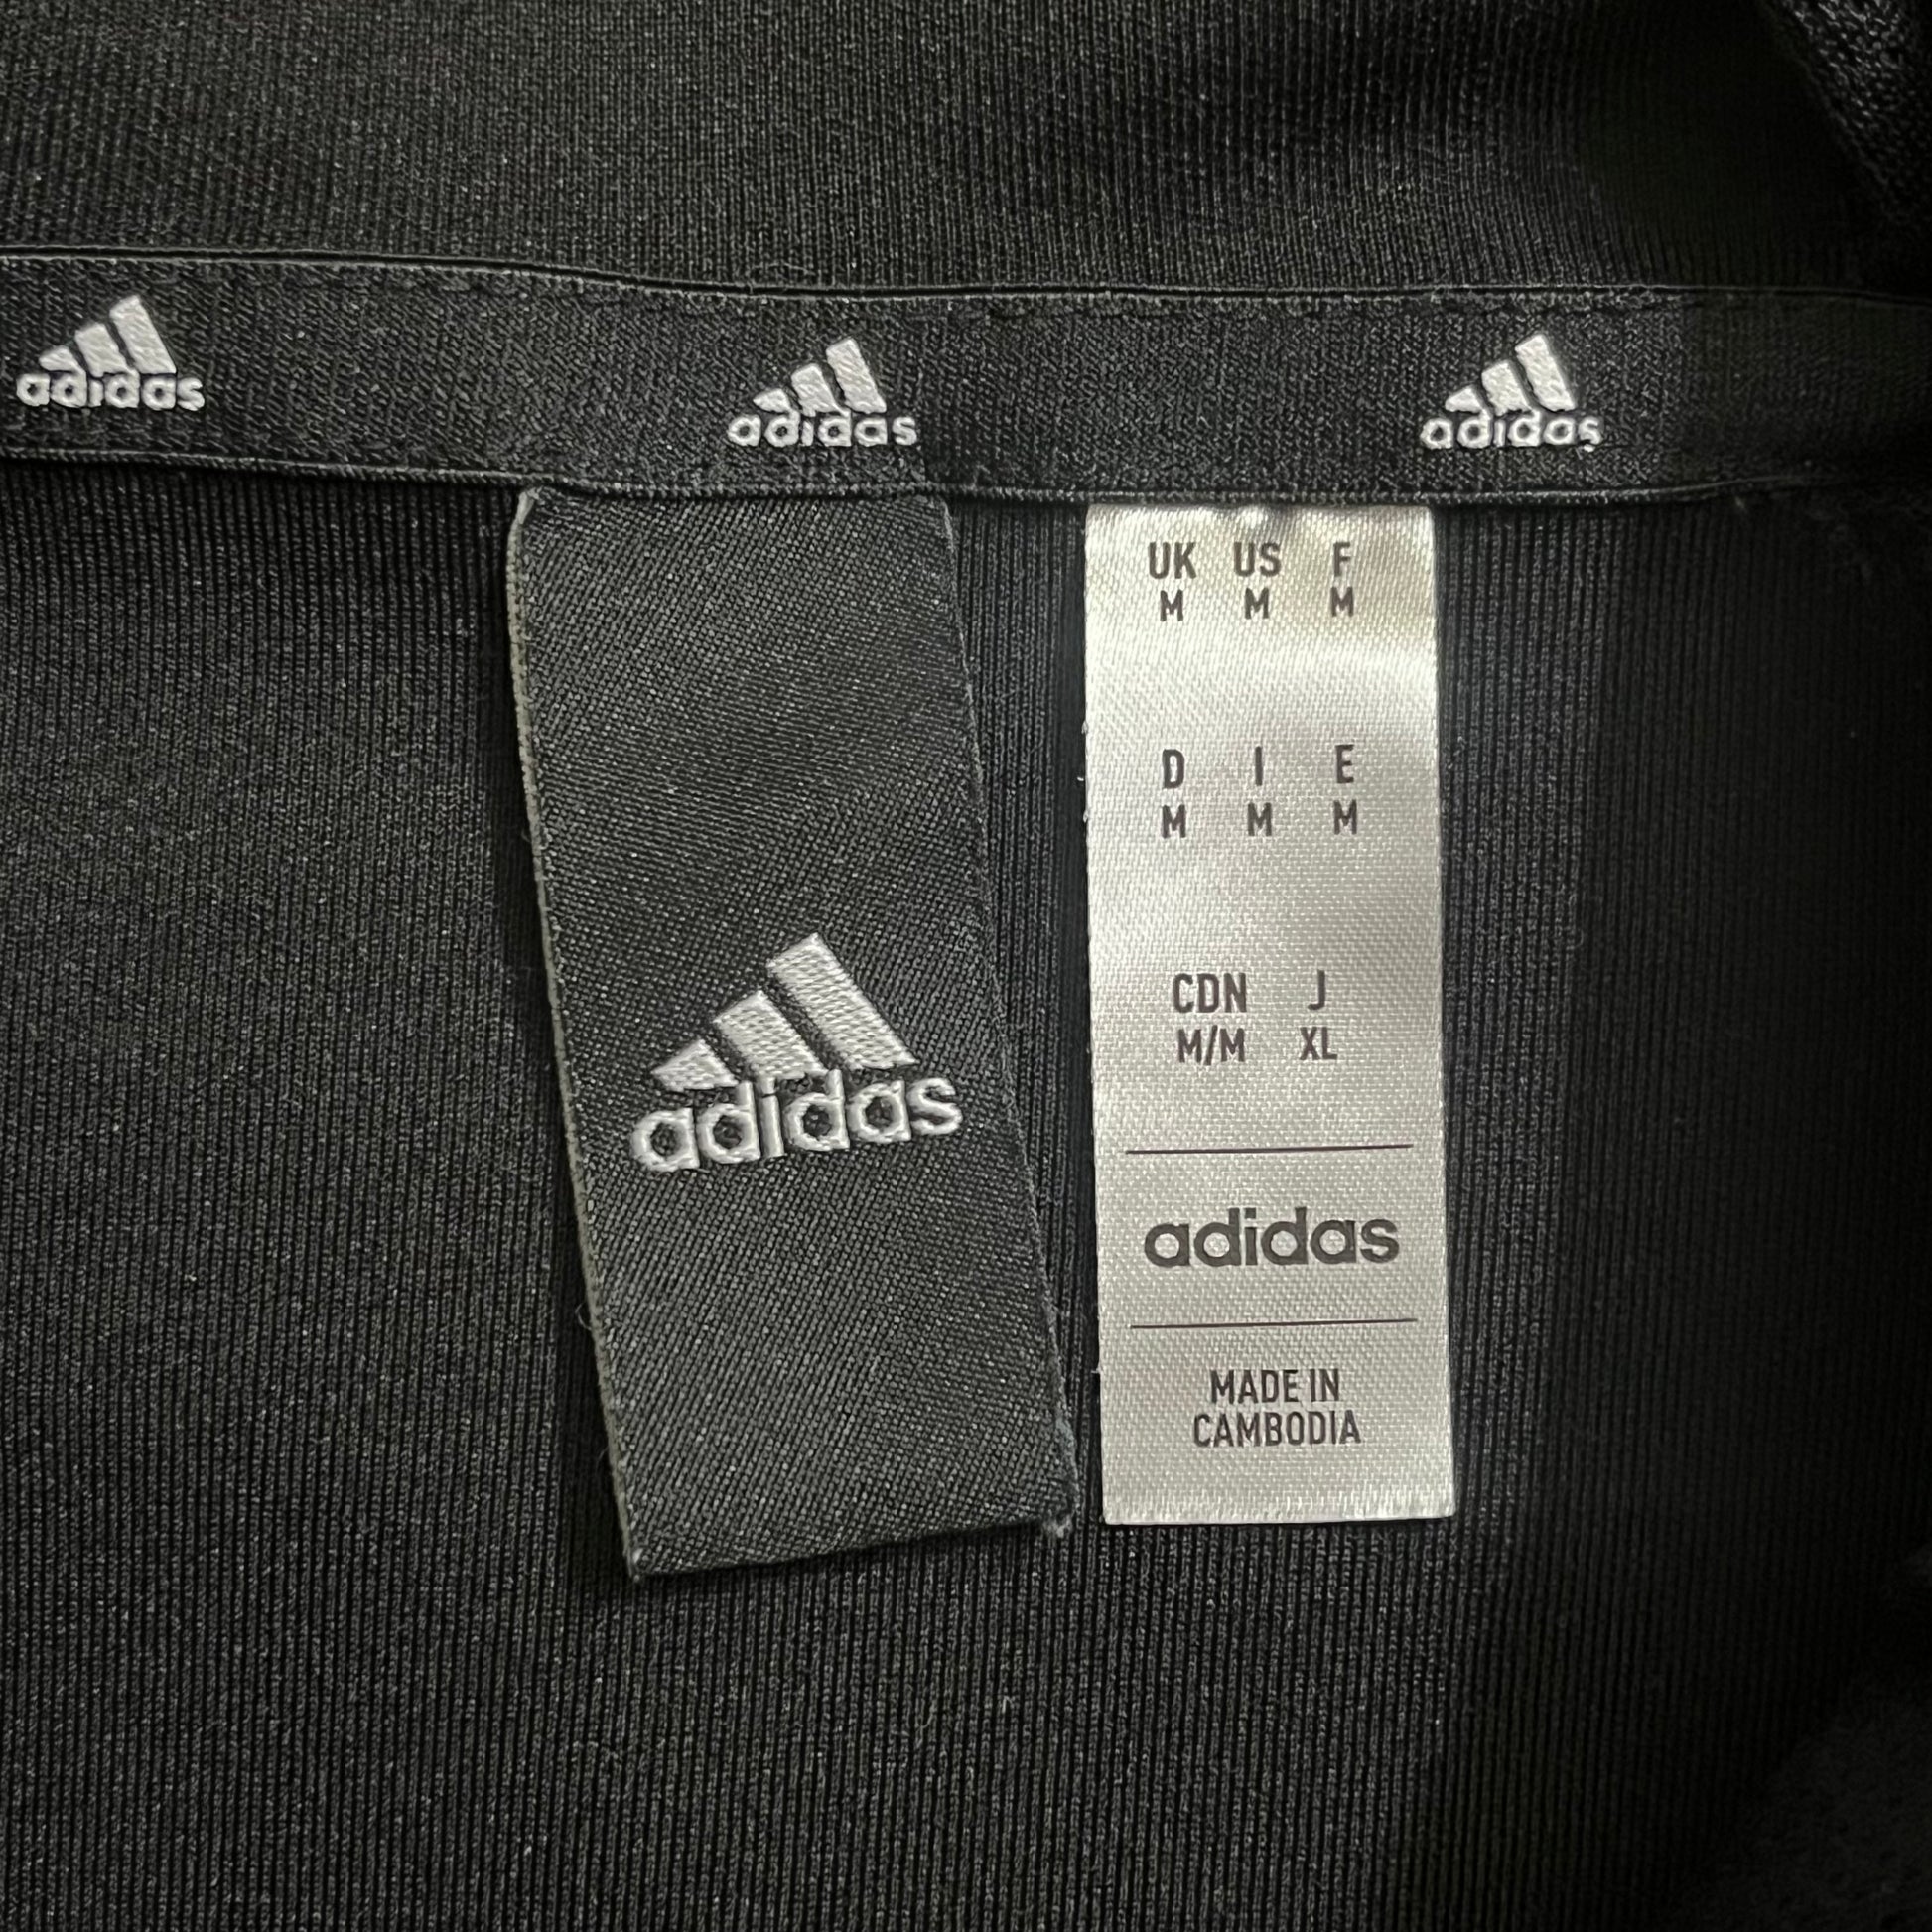 adidas adidas adidas
adidas
UK US F
M M M
D I E
M M M
CDN J
M/M XL
adidas
MADE IN
CAMBODIA